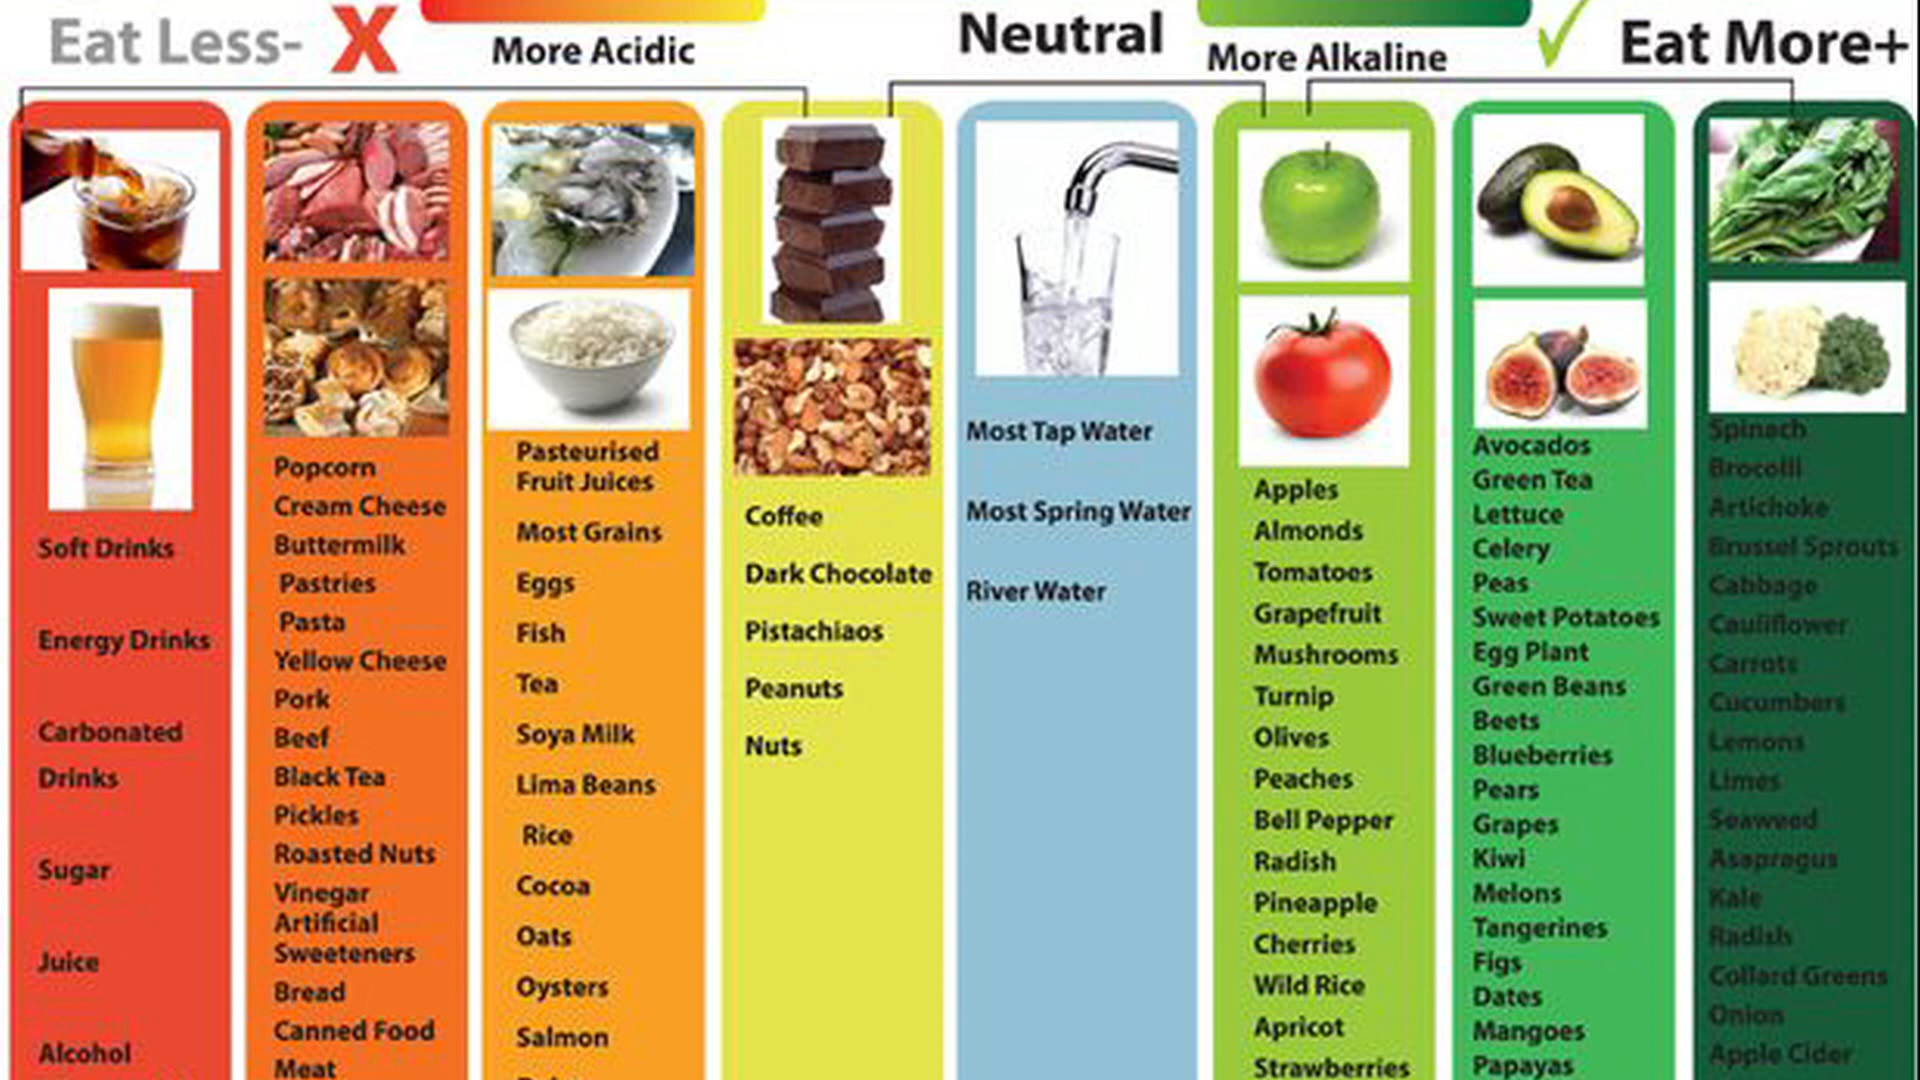 Eat Less- X
More Acidic
Neutral
More Alkaline
Eat More+
Soft Drinks
Energy Drinks
Carbonated
Drinks
Sugar
Juice
Alcohol
Popcorn
Cream Cheese
Buttermilk
Pastries
Pasta
Yellow Cheese
Pork
Beef
Black Tea
Pickles
Roasted Nuts
Vinegar
Artificial
Sweeteners
Bread
Canned Food
Meat
Pasteurised
Fruit Juices
Most Grains
Eggs
Fish
Tea
Soya Milk
Lima Beans
Rice
Cocoa
Oats
Oysters
Salmon
Coffee
Dark Chocolate
Pistachiaos
Peanuts
Nuts
Most Tap Water
Most Spring Water
River Water
Apples
Almonds
Tomatoes
Grapefruit
Mushrooms
Turnip
Olives
Peaches
Bell Pepper
Radish
Pineapple
Cherries
Wild Rice
Apricot
Strawberries
Avocados
Green Tea
Lettuce
Celery
Peas
Sweet Potatoes
Egg Plant
Green Beans
Beets
Blueberries
Pears
Grapes
Kiwi
Melons
Tangerines
Figs
Dates
Mangoes
Papayas
Spinach
Brocolli
Artichoke
Brussel Sprouts
Cabbage
Cauliflower
Carrots
Cucumbers
Lemons
Limes
Seaweed
Asapragus
Kale
Radish
Collard Greens
Onion
Apple Cider